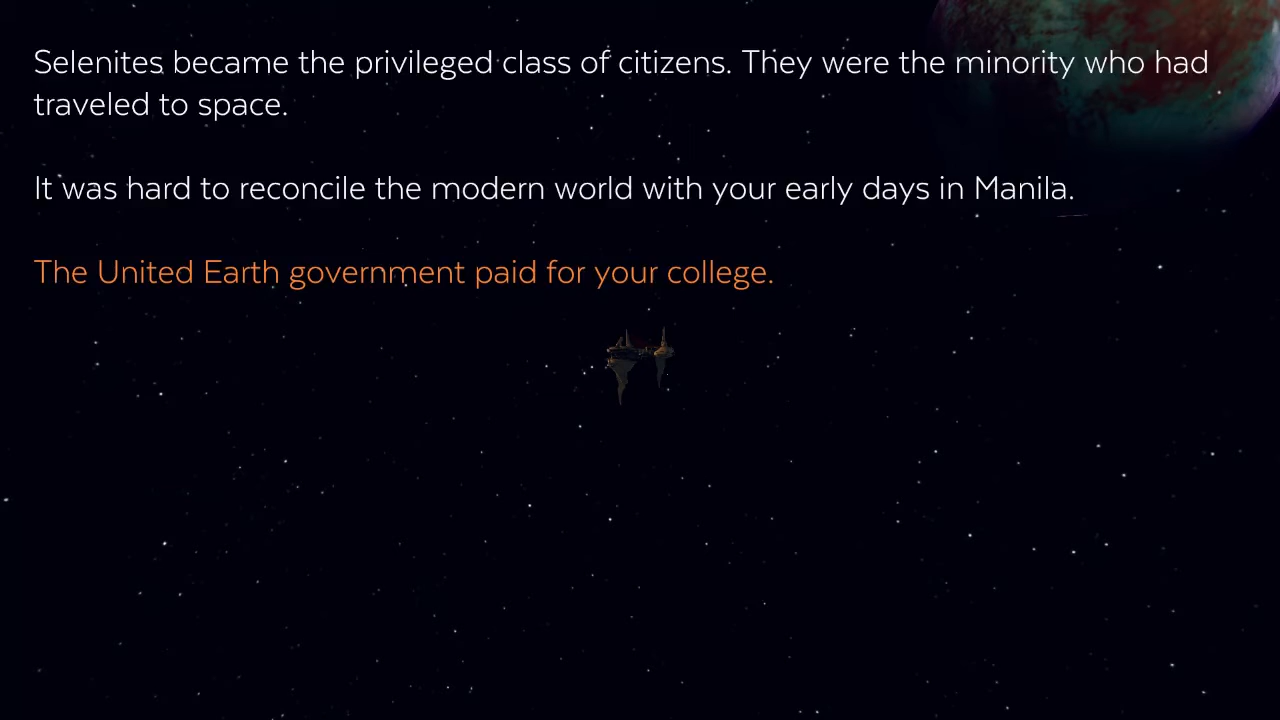 Selenites became the privileged class of citizens. They were the minority who had
traveled to space.
It was hard to reconcile the modern world with your early days in Manila.
The United Earth government paid for your college.